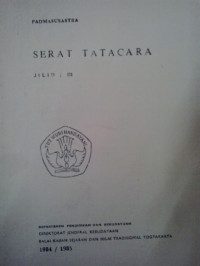 PADMASUSASTRA
SERAT TATACARA
JILID :
DEPARTEMEN PENDIDIKAN DAN KEBUDAYAAN
DIREKTORAT JENDERAL KEBUDAYAAN
BALAI KAJIAN SEJARAH DAN NILAI TRADISIONAL YOGYAKARTA
1984 / 1985